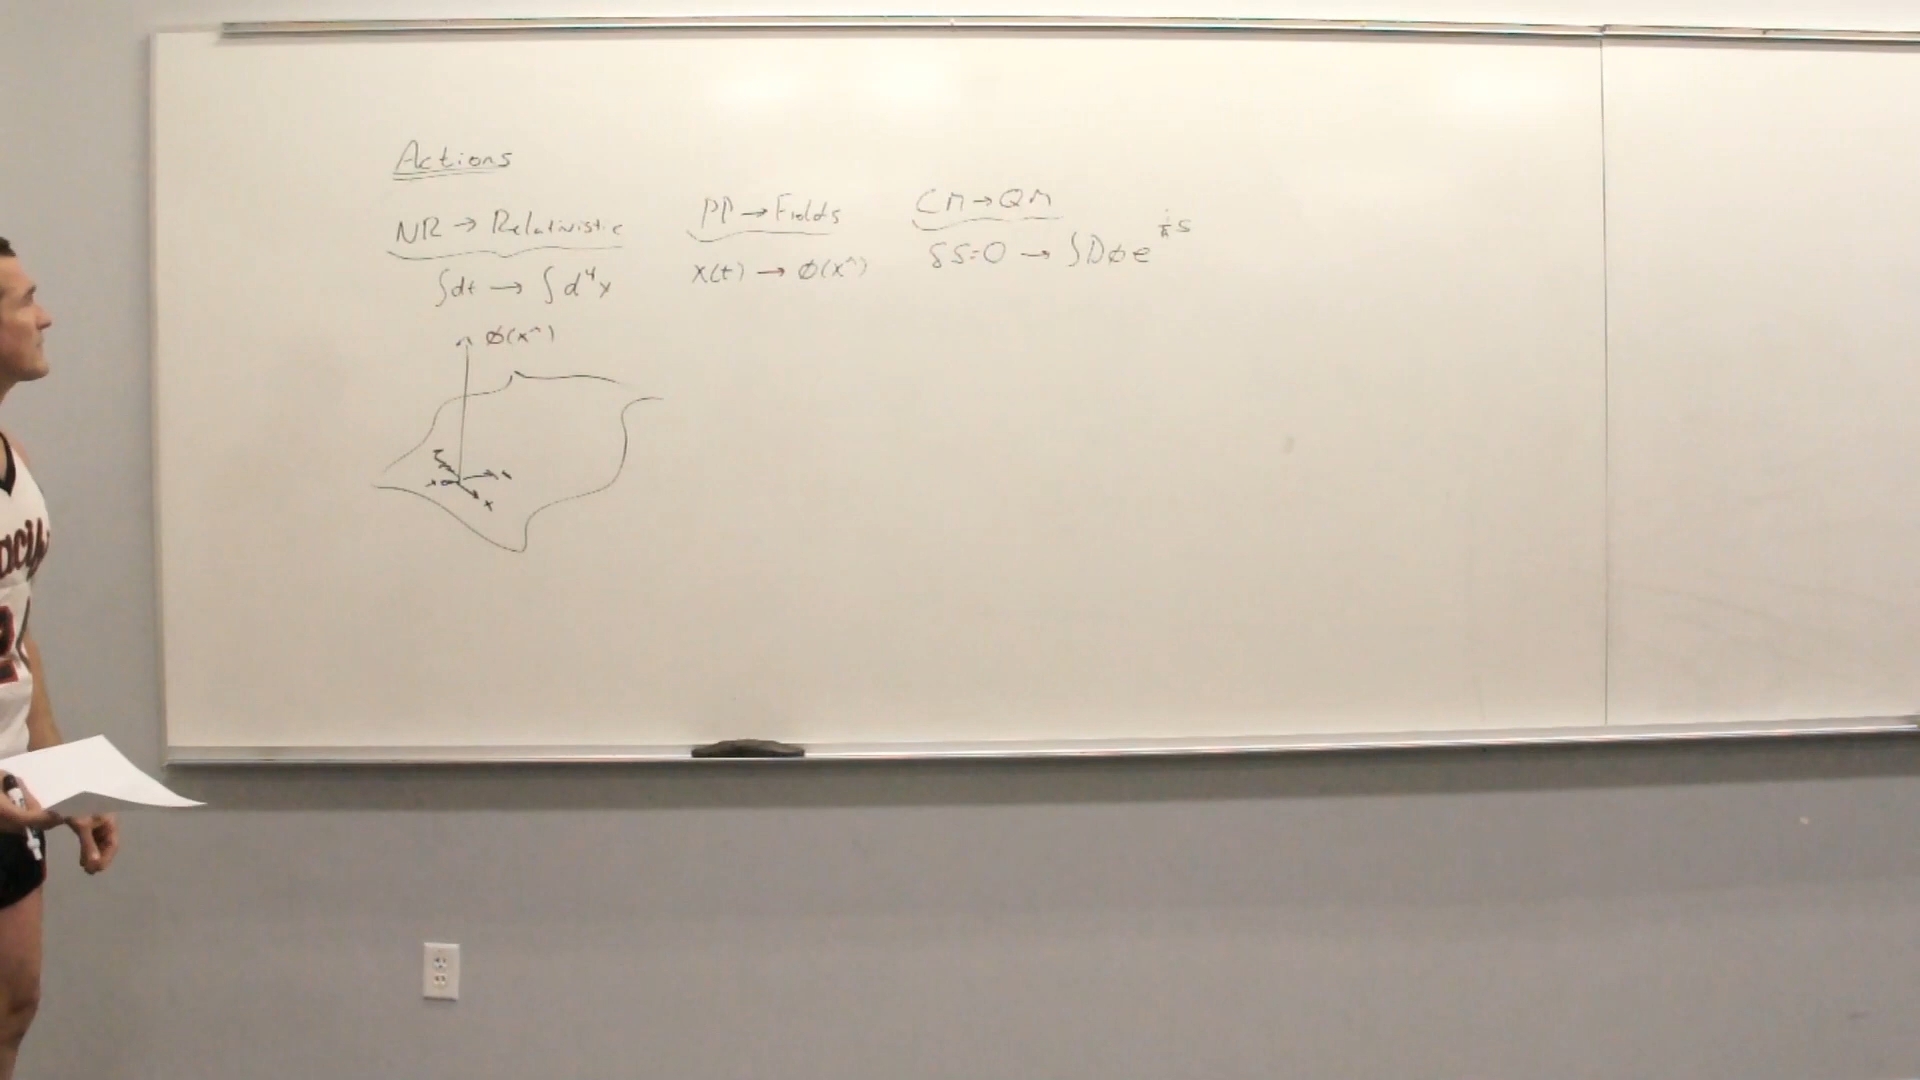 Actions
NR → Relativistic
PP → Fields
CM → QM
∫dt → ∫d⁴x
x(t) → φ(x^μ)
δS=0 → ∫Dφ e^{i/ħ S}
φ(x^μ)
x